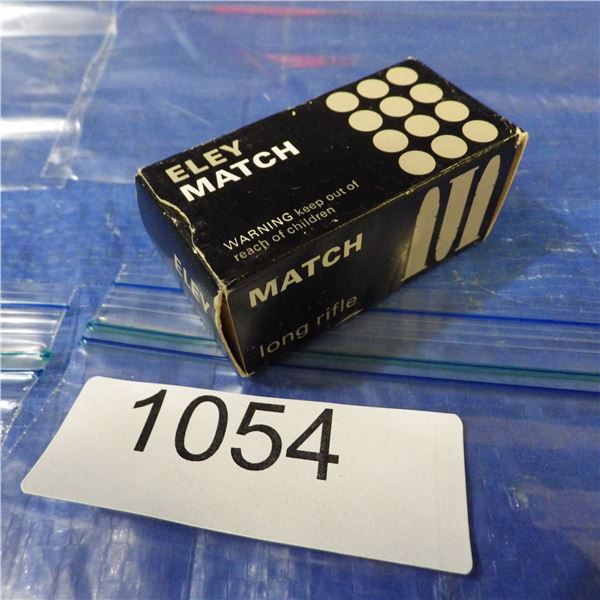 ELEY
MATCH
WARNING keep out of
reach of children
ELEY
MATCH
long rifle
1054